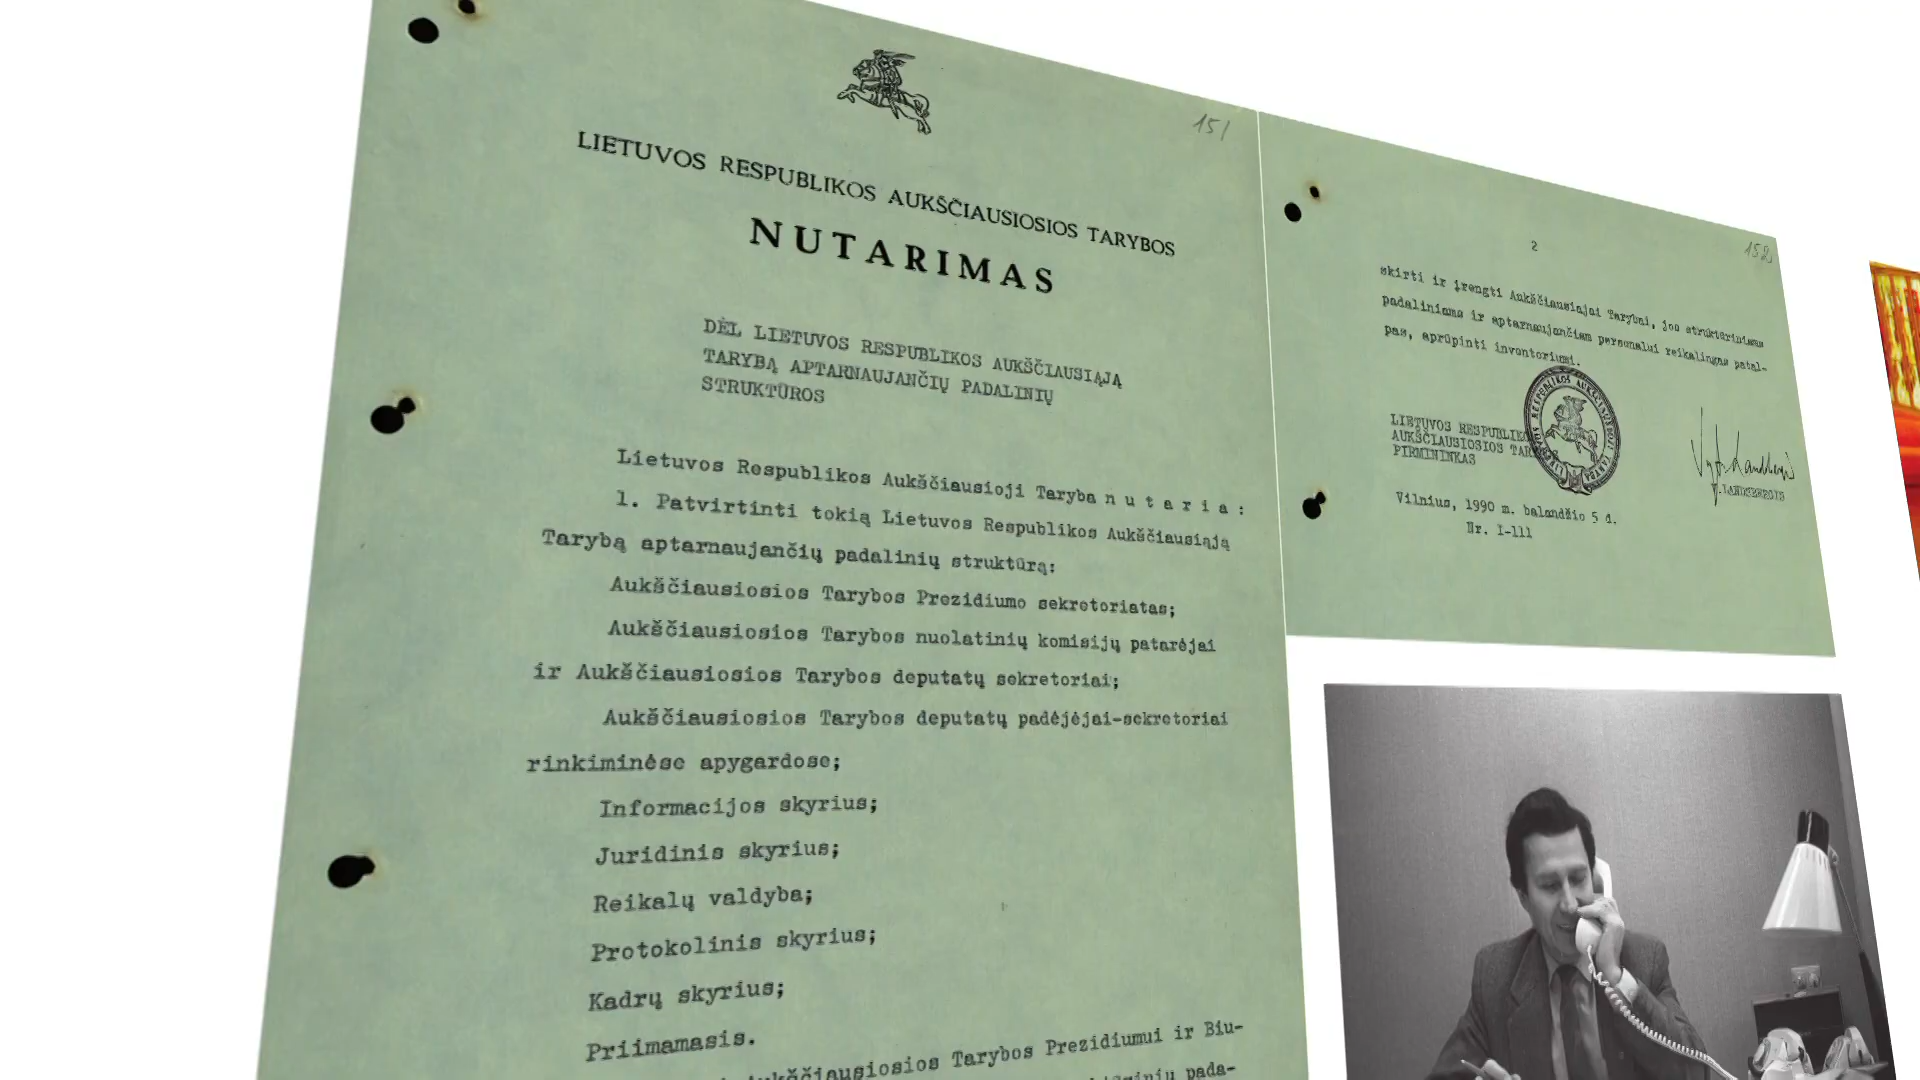 151
LIETUVOS RESPUBLIKOS AUKŠČIAUSIOSIOS TARYBOS
NUTARIMAS
DĖL LIETUVOS RESPUBLIKOS AUKŠČIAUSIĄJĄ
TARYBĄ APTARNAUJANČIŲ PADALINIŲ
STRUKTŪROS
Lietuvos Respublikos Aukščiausioji Taryba n u t a r i a :
1. Patvirtinti tokią Lietuvos Respublikos Aukščiausiąją
Tarybą aptarnaujančių padalinių struktūrą:
Aukščiausiosios Tarybos Prezidiumo sekretoriatas;
Aukščiausiosios Tarybos nuolatinių komisijų patarėjai
ir Aukščiausiosios Tarybos deputatų sekretoriai;
Aukščiausiosios Tarybos deputatų padėjėjai-sekretoriai
rinkiminėse apygardose;
Informacijos skyrius;
Juridinis skyrius;
Reikalų valdyba;
Protokolinis skyrius;
Kadrų skyrius;
Priimamasis.
Aukščiausiosios Tarybos Prezidiumui ir Biu-
pada-
152
2
skirti ir įrengti Aukščiausiajai Tarybai, jos struktūriniams
padaliniams ir aptarnaujančiam personalui reikalingas patal-
pas, aprūpinti inventoriumi.
LIETUVOS RESPUBLIKO
AUKŠČIAUSIOSIOS TAR
PIRMININKAS
V. LANDSBERGIS
Vilnius, 1990 m. balandžio 5 d.
Nr. I-111